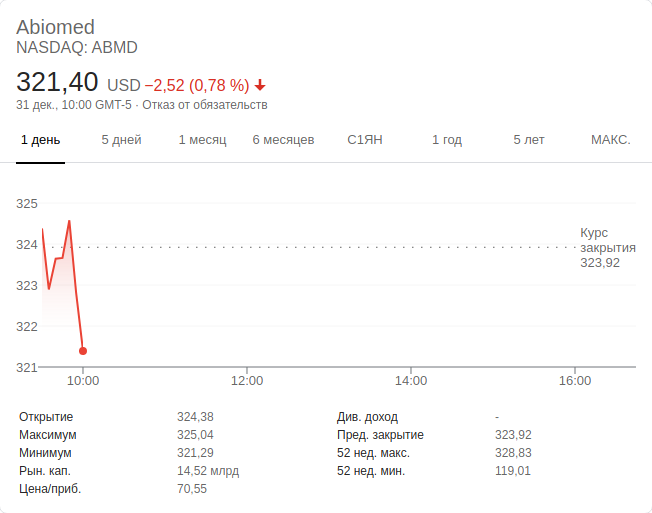 Abiomed
NASDAQ: ABMD
321,40 USD −2,52 (0,78 %)
31 дек., 10:00 GMT-5 · Отказ от обязательств
1 день 5 дней 1 месяц 6 месяцев С1ЯН 1 год 5 лет МАКС.
325
324
323
322
321
Курс
закрытия
323,92
10:00 12:00 14:00 16:00
Открытие 324,38 Див. доход -
Максимум 325,04 Пред. закрытие 323,92
Минимум 321,29 52 нед. макс. 328,83
Рын. кап. 14,52 млрд 52 нед. мин. 119,01
Цена/приб. 70,55